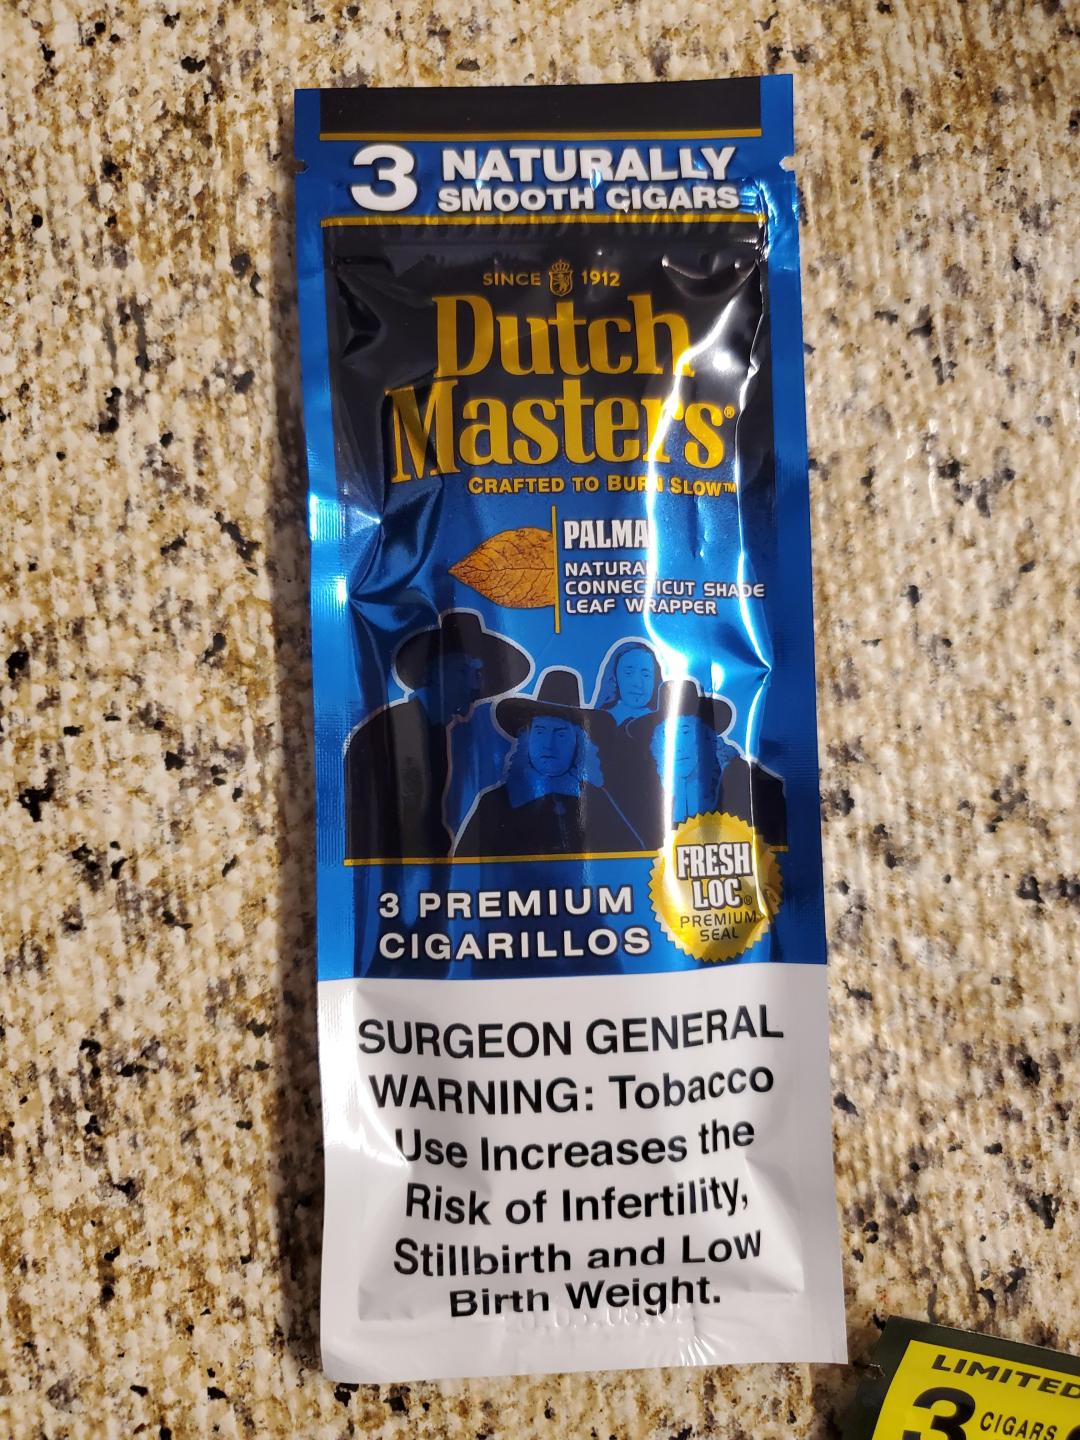 3 NATURALLY
SMOOTH CIGARS
SINCE 1912
Dutch
Masters®
CRAFTED TO BURN SLOW™
PALMA
NATURAL
CONNECTICUT SHADE
LEAF WRAPPER
FRESH
LOC®
PREMIUM
SEAL
3 PREMIUM
CIGARILLOS
SURGEON GENERAL
WARNING: Tobacco
Use Increases the
Risk of Infertility,
Stillbirth and Low
Birth Weight.
LIMITED
3 CIGARS